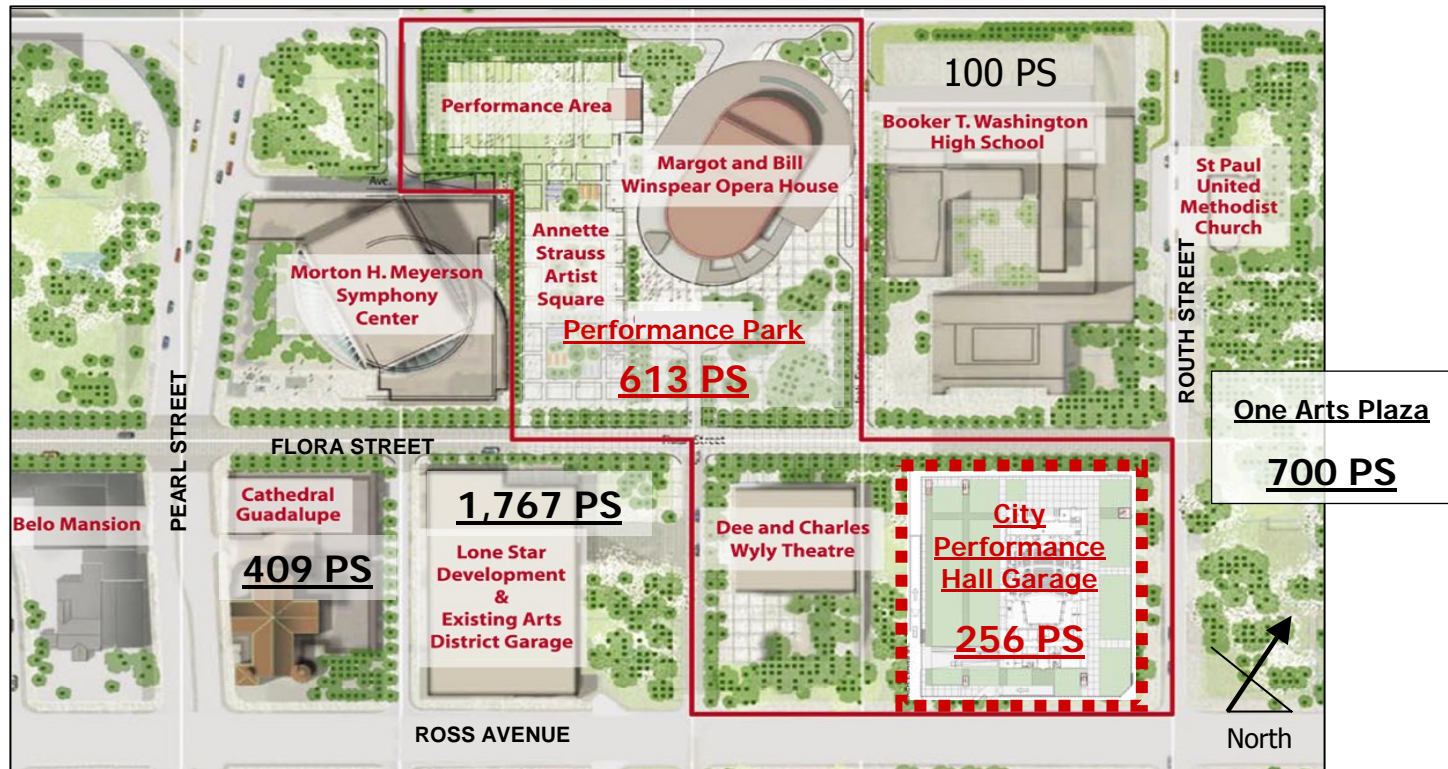 100 PS
Performance Area
Booker T. Washington
High School
Margot and Bill
Winspear Opera House
St Paul
United
Methodist
Church
Ave.
Annette
Strauss
Artist
Square
Morton H. Meyerson
Symphony
Center
Performance Park
613 PS
ROUTH STREET
PEARL STREET
One Arts Plaza
700 PS
FLORA STREET
Cathedral
Guadalupe
409 PS
1,767 PS
Lone Star
Development
&
Existing Arts
District Garage
Belo Mansion
Dee and Charles
Wyly Theatre
City
Performance
Hall Garage
256 PS
ROSS AVENUE
North